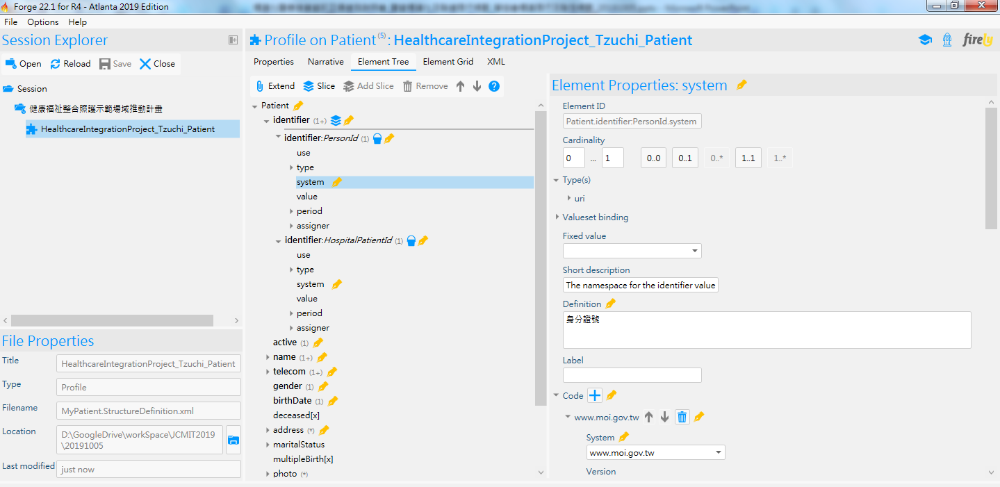 Forge 22.1 for R4 - Atlanta 2019 Edition
File Options Help
Session Explorer
Open Reload Save Close
Session
健康福祉整合照護示範場域推動計畫
HealthcareIntegrationProject_Tzuchi_Patient
File Properties
Title HealthcareIntegrationProject_Tzuchi_Patient
Type Profile
Filename MyPatient.StructureDefinition.xml
Location D:\GoogleDrive\workSpace\JCMIT2019
\20191005
Last modified just now
Profile on Patient(5): HealthcareIntegrationProject_Tzuchi_Patient
firely
Properties Narrative Element Tree Element Grid XML
Extend Slice Add Slice Remove ?
Patient
identifier (1+)
identifier:PersonId (1)
use
type
system
value
period
assigner
identifier:HospitalPatientId (1)
use
type
system
value
period
assigner
active (1)
name (1+)
telecom (1+)
gender (1)
birthDate (1)
deceased[x]
address (*)
maritalStatus
multipleBirth[x]
photo (*)
Element Properties: system
Element ID
Patient.identifier:PersonId.system
Cardinality
0 ... 1 0..0 0..1 0..* 1..1 1..*
Type(s)
uri
Valueset binding
Fixed value
Short description
The namespace for the identifier value
Definition
身分證號
Label
Code
www.moi.gov.tw
System
www.moi.gov.tw
Version